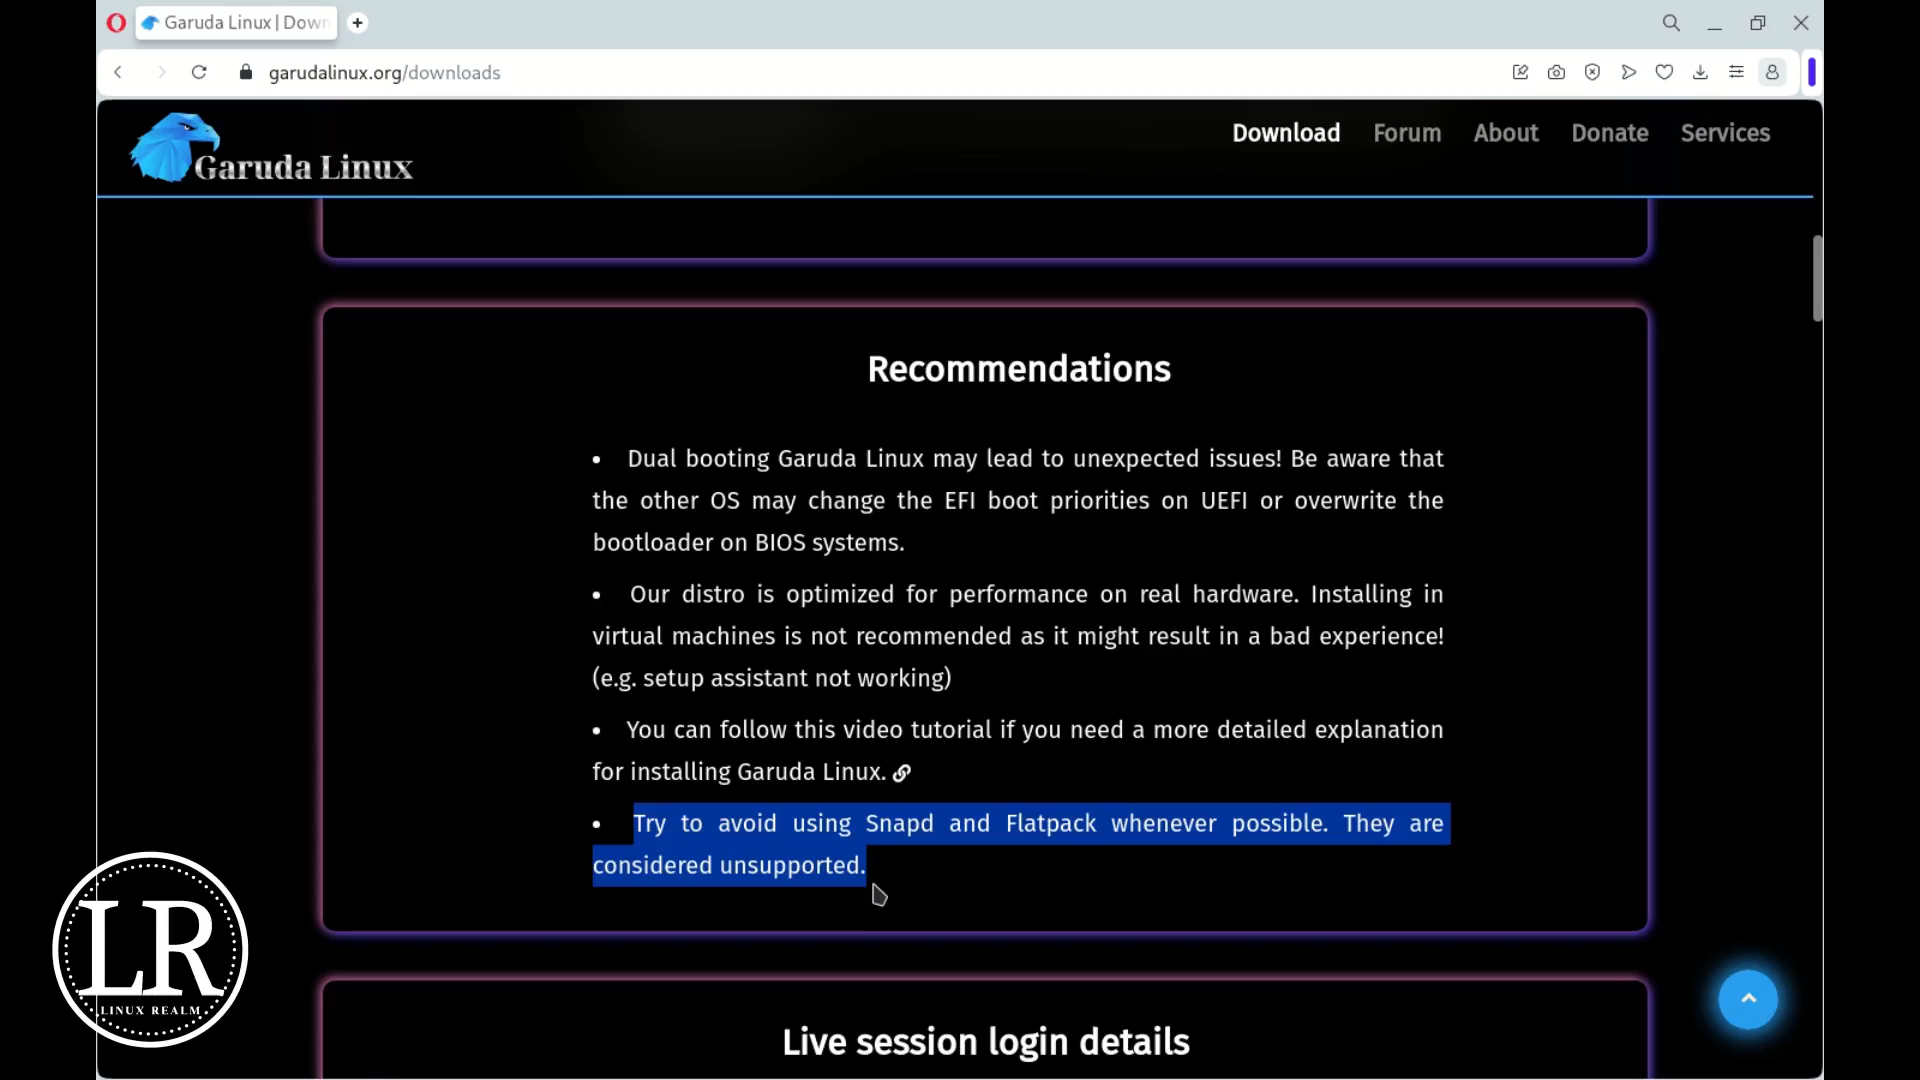 Garuda Linux | Down
garudalinux.org/downloads
Garuda Linux
Download Forum About Donate Services
Recommendations
• Dual booting Garuda Linux may lead to unexpected issues! Be aware that
the other OS may change the EFI boot priorities on UEFI or overwrite the
bootloader on BIOS systems.
• Our distro is optimized for performance on real hardware. Installing in
virtual machines is not recommended as it might result in a bad experience!
(e.g. setup assistant not working)
• You can follow this video tutorial if you need a more detailed explanation
for installing Garuda Linux.
• Try to avoid using Snapd and Flatpack whenever possible. They are
considered unsupported.
LR
LINUX REALM
Live session login details